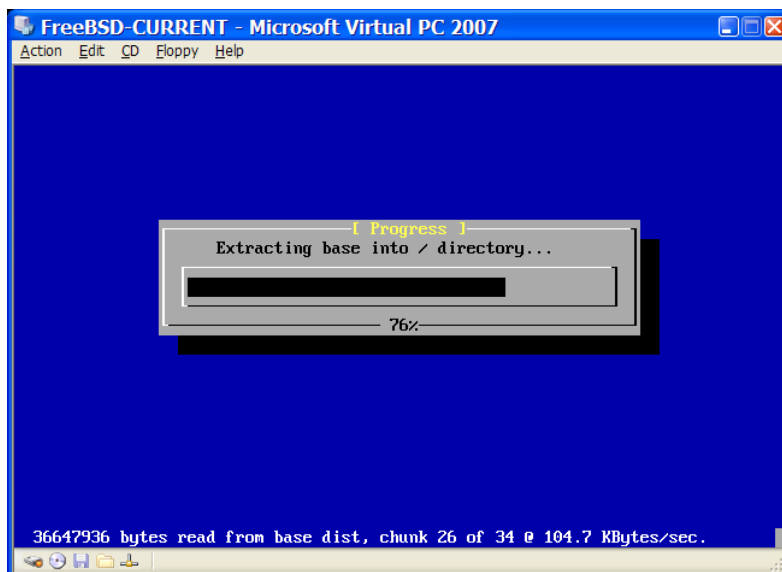 FreeBSD-CURRENT - Microsoft Virtual PC 2007
Action Edit CD Floppy Help
[ Progress ]
Extracting base into / directory...
76%
36647936 bytes read from base dist, chunk 26 of 34 @ 104.7 KBytes/sec.